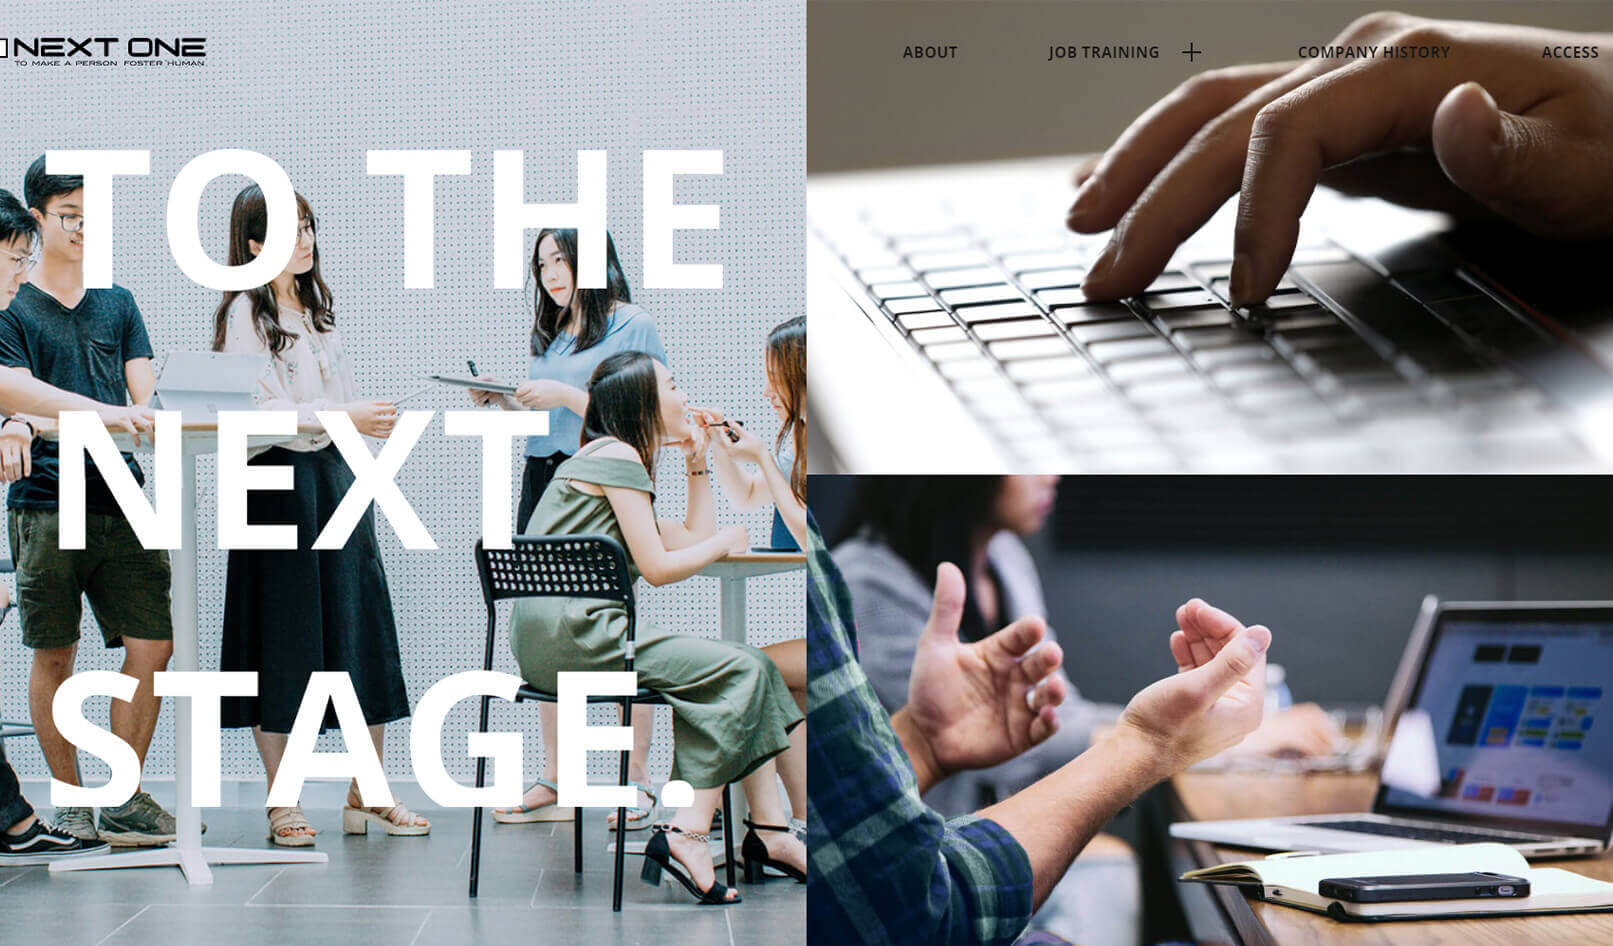 NEXT ONE
TO MAKE A PERSON FOSTER HUMAN
ABOUT
JOB TRAINING
COMPANY HISTORY
ACCESS
TO THE
NEXT
STAGE.